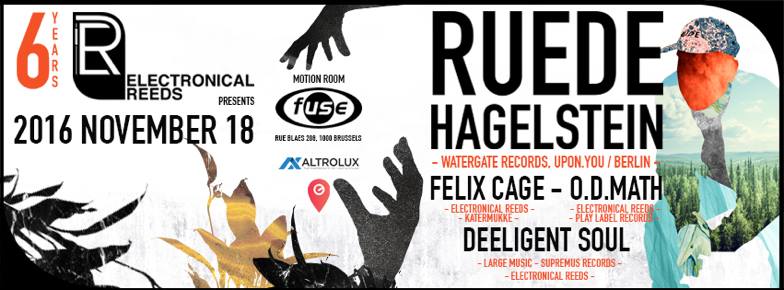 6
YEARS
R
ELECTRONICAL
REEDS
PRESENTS
2016 NOVEMBER 18
MOTION ROOM
fuse
RUE BLAES 208, 1000 BRUSSELS
ALTROLUX
RUEDE
HAGELSTEIN
- WATERGATE RECORDS, UPON.YOU / BERLIN -
FELIX CAGE - O.D.MATH
- ELECTRONICAL REEDS -
- KATERMUKKE -
- ELECTRONICAL REEDS -
- PLAY LABEL RECORDS -
DEELIGENT SOUL
- LARGE MUSIC - SUPREMUS RECORDS -
- ELECTRONICAL REEDS -